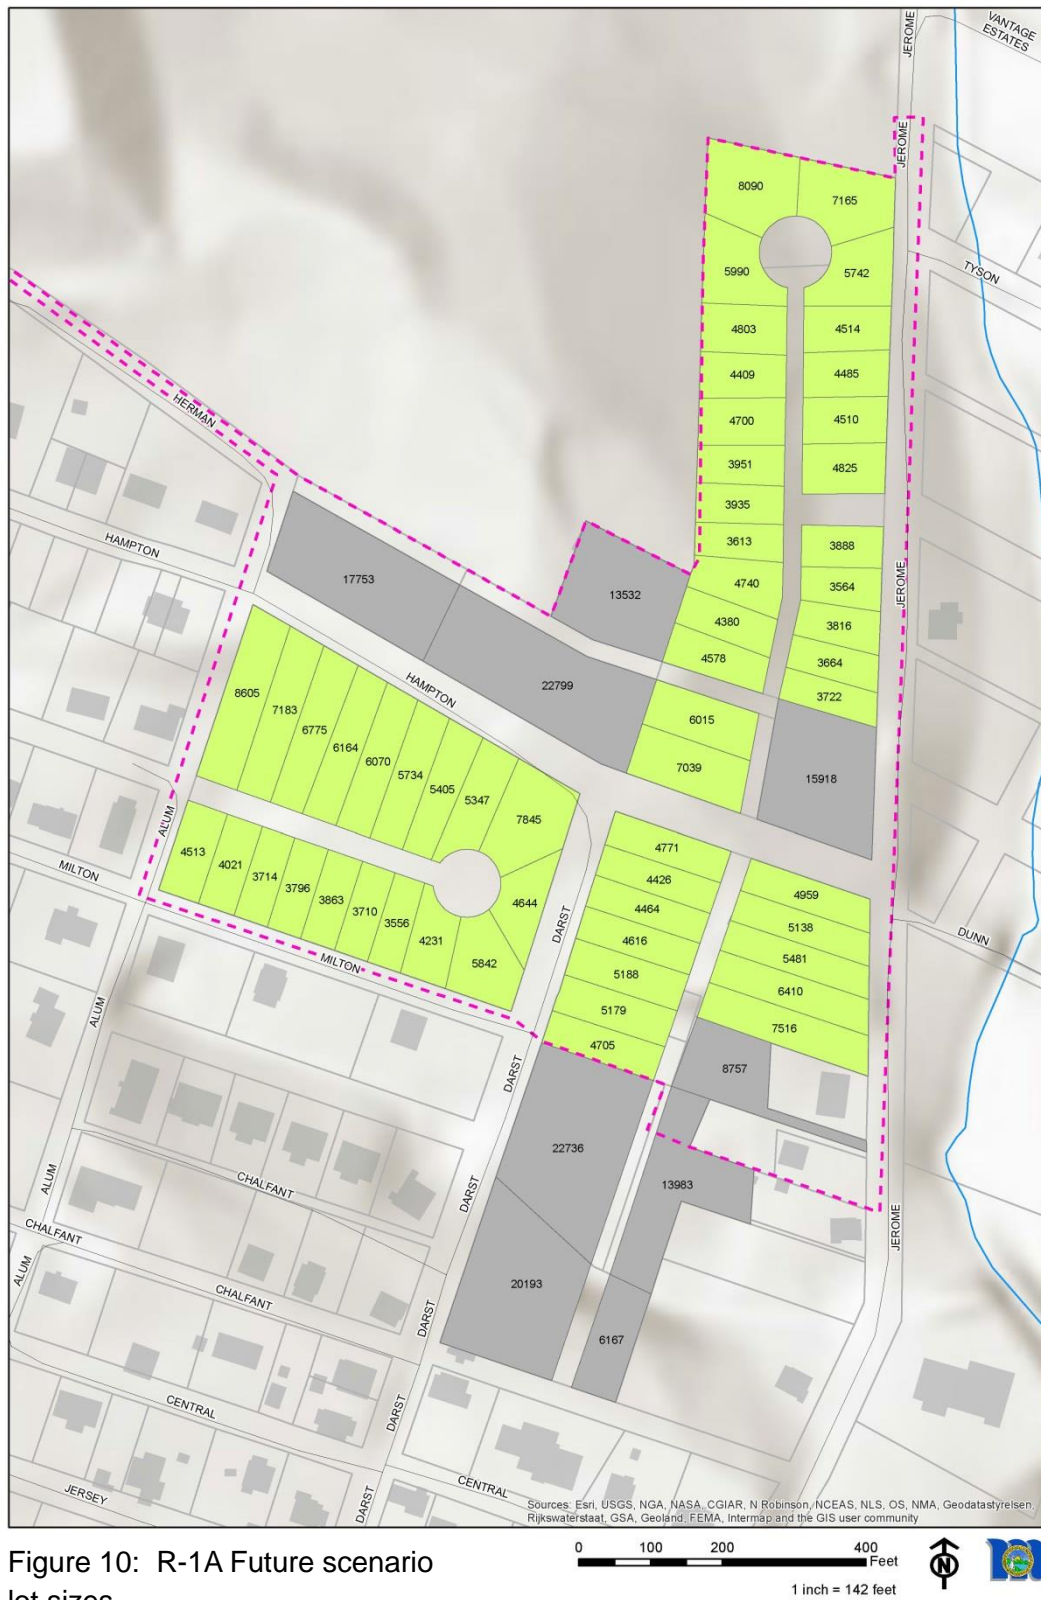 VANTAGE
ESTATES
JEROME
JEROME
TYSON
8090
7165
5990
5742
4803
4514
4409
4485
4700
4510
3951
4825
3935
3613
3888
4740
3564
4380
3816
4578
3664
3722
JEROME
HERMAN
HAMPTON
17753
13532
22799
HAMPTON
6015
7039
15918
8605
7183
6775
6164
6070
5734
5405
5347
7845
4644
5842
ALUM
4513
4021
3714
3796
3863
3710
3556
4231
MILTON
MILTON
DARST
4771
4426
4464
4616
5188
5179
4705
4959
5138
5481
6410
7516
DUNN
8757
ALUM
DARST
22736
13983
20193
6167
ALUM
CHALFANT
DARST
JEROME
CHALFANT
ALUM
CHALFANT
DARST
CENTRAL
DARST
JERSEY
DARST
CENTRAL
Sources: Esri, USGS, NGA, NASA, CGIAR, N Robinson, NCEAS, NLS, OS, NMA, Geodatastyrelsen,
Rijkswaterstaat, GSA, Geoland, FEMA, Intermap and the GIS user community
Figure 10: R-1A Future scenario
lot sizes
0 100 200 400
Feet
1 inch = 142 feet
N